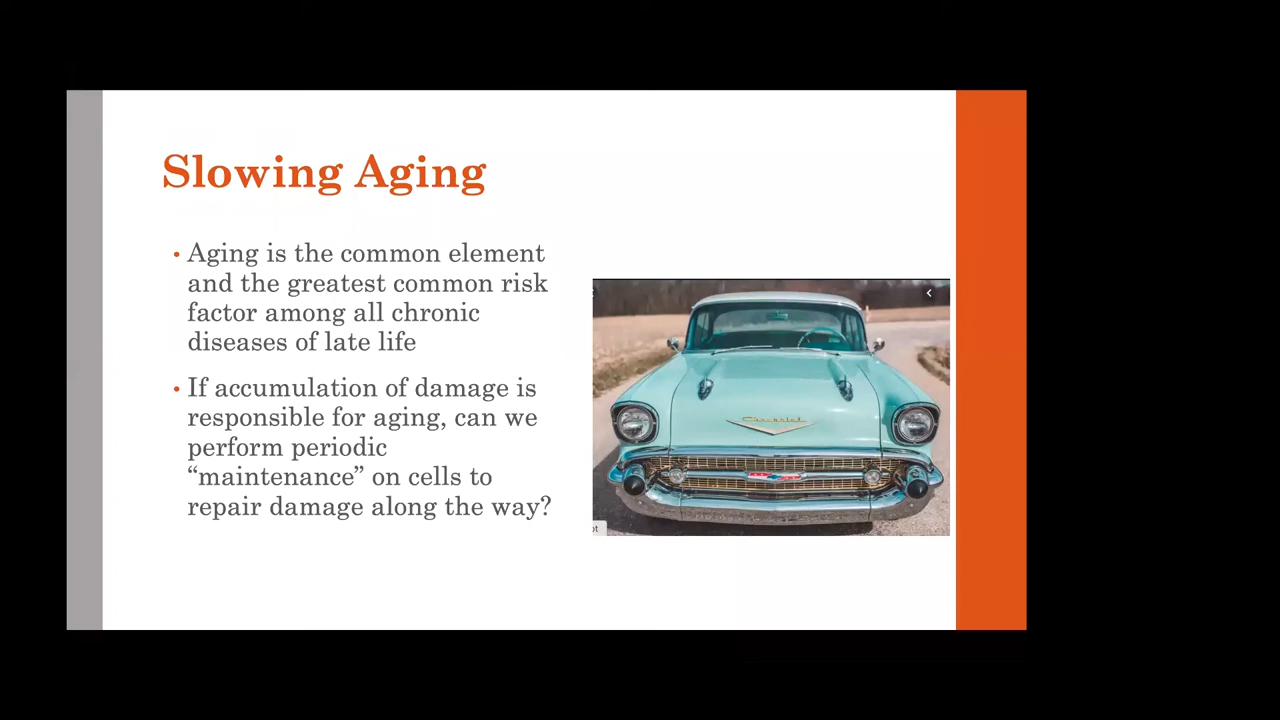 Slowing Aging
• Aging is the common element
and the greatest common risk
factor among all chronic
diseases of late life
• If accumulation of damage is
responsible for aging, can we
perform periodic
“maintenance” on cells to
repair damage along the way?
Chevrolet